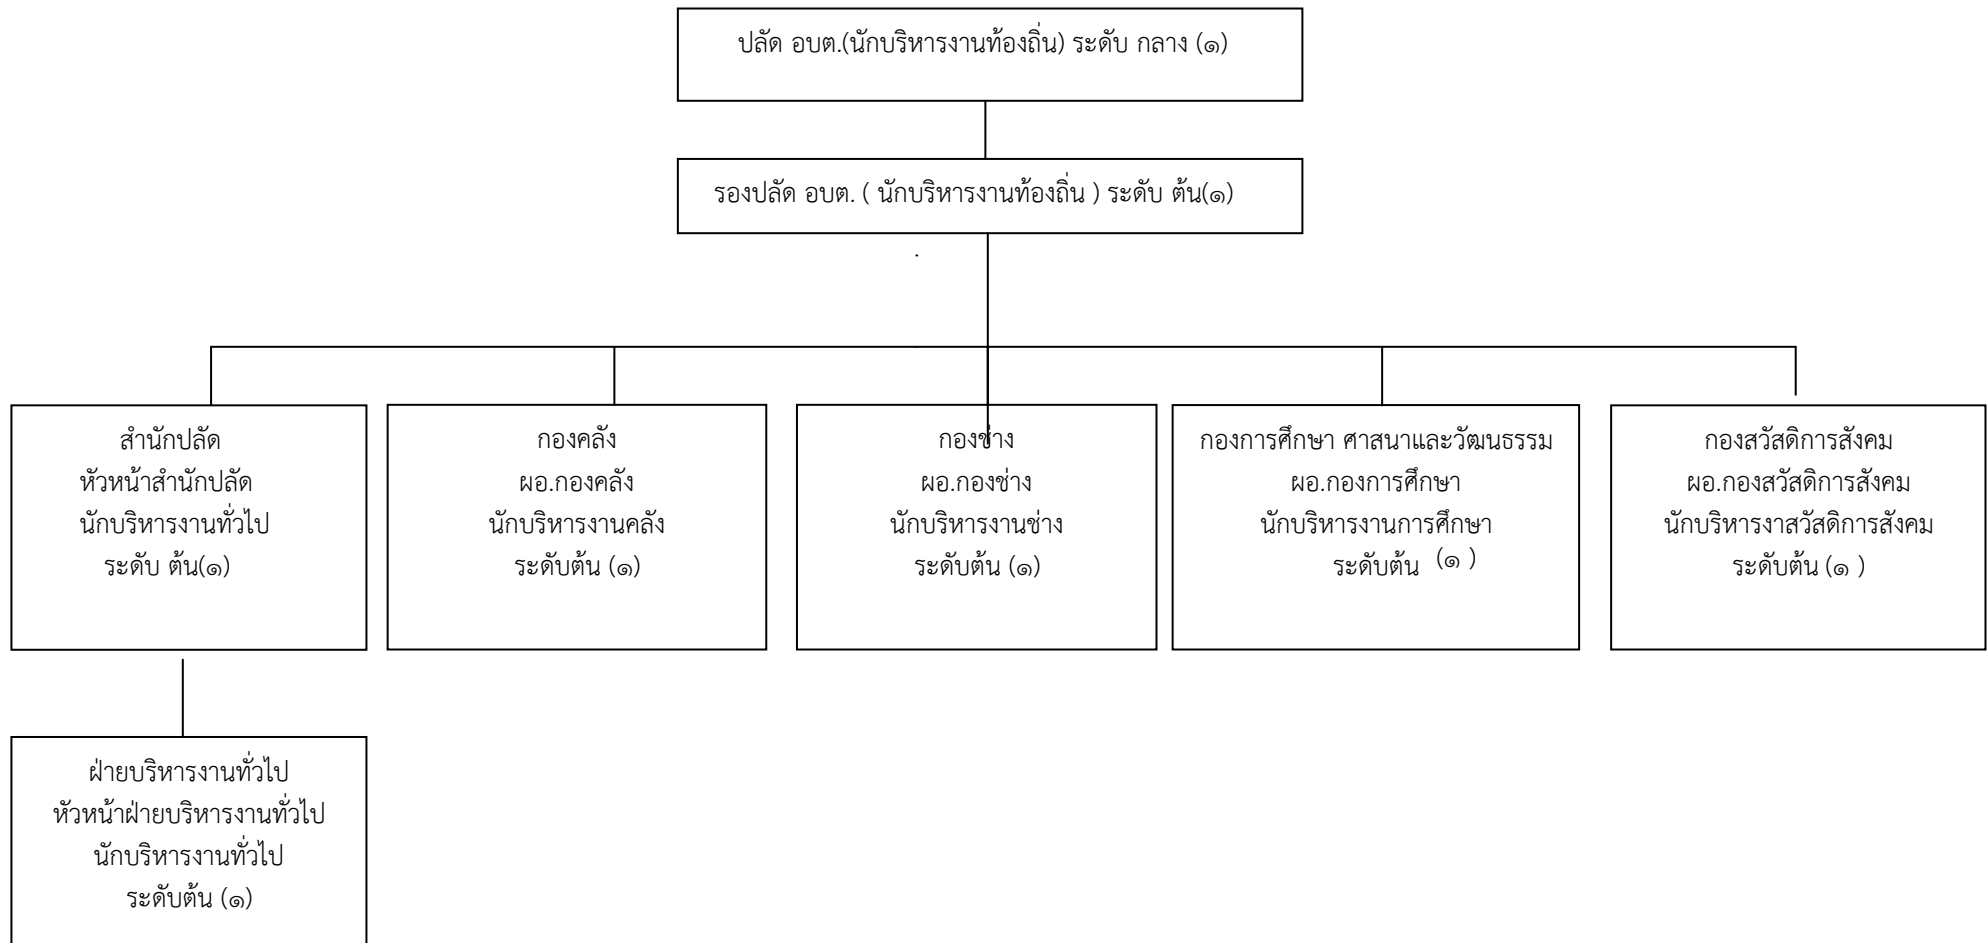 ปลัด อบต.(นักบริหารงานท้องถิ่น) ระดับ กลาง (๑)
รองปลัด อบต. ( นักบริหารงานท้องถิ่น ) ระดับ ต้น(๑)
สำนักปลัด
หัวหน้าสำนักปลัด
นักบริหารงานทั่วไป
ระดับ ต้น(๑)
กองคลัง
ผอ.กองคลัง
นักบริหารงานคลัง
ระดับต้น (๑)
กองช่าง
ผอ.กองช่าง
นักบริหารงานช่าง
ระดับต้น (๑)
กองการศึกษา ศาสนาและวัฒนธรรม
ผอ.กองการศึกษา
นักบริหารงานการศึกษา
ระดับต้น (๑ )
กองสวัสดิการสังคม
ผอ.กองสวัสดิการสังคม
นักบริหารงาสวัสดิการสังคม
ระดับต้น (๑ )
ฝ่ายบริหารงานทั่วไป
หัวหน้าฝ่ายบริหารงานทั่วไป
นักบริหารงานทั่วไป
ระดับต้น (๑)